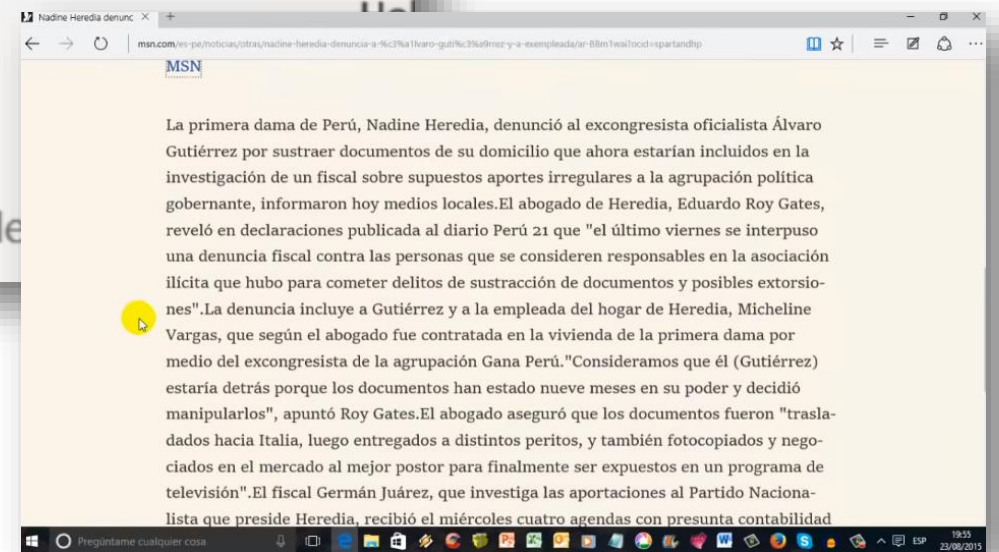 Nadine Heredia denunc
msn.com/es-pe/noticias/otras/nadine-heredia-denuncia-a-%c3%a1lvaro-guti%c3%a9rrez-y-a-exempleada/ar-BBm1wai?ocid=spartandhp
MSN
La primera dama de Perú, Nadine Heredia, denunció al excongresista oficialista Álvaro
Gutiérrez por sustraer documentos de su domicilio que ahora estarían incluidos en la
investigación de un fiscal sobre supuestos aportes irregulares a la agrupación política
gobernante, informaron hoy medios locales.El abogado de Heredia, Eduardo Roy Gates,
reveló en declaraciones publicada al diario Perú 21 que "el último viernes se interpuso
una denuncia fiscal contra las personas que se consideren responsables en la asociación
ilícita que hubo para cometer delitos de sustracción de documentos y posibles extorsio-
nes".La denuncia incluye a Gutiérrez y a la empleada del hogar de Heredia, Micheline
Vargas, que según el abogado fue contratada en la vivienda de la primera dama por
medio del excongresista de la agrupación Gana Perú."Consideramos que él (Gutiérrez)
estaría detrás porque los documentos han estado nueve meses en su poder y decidió
manipularlos", apuntó Roy Gates.El abogado aseguró que los documentos fueron "trasla-
dados hacia Italia, luego entregados a distintos peritos, y también fotocopiados y nego-
ciados en el mercado al mejor postor para finalmente ser expuestos en un programa de
televisión".El fiscal Germán Juárez, que investiga las aportaciones al Partido Naciona-
lista que preside Heredia, recibió el miércoles cuatro agendas con presunta contabilidad
Pregúntame cualquier cosa
ESP
19:55
23/08/2015